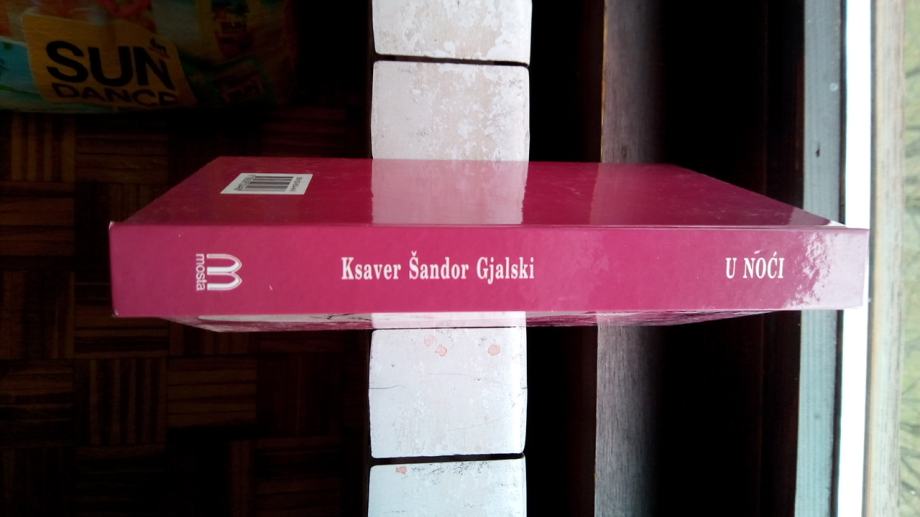 SUN
DANCE
mosta
Ksaver Šandor Gjalski
U NOĆI